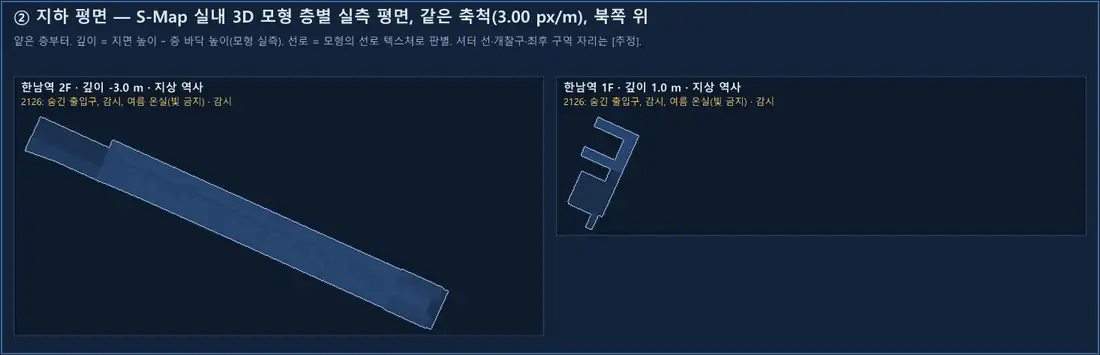 ② 지하 평면 — S-Map 실내 3D 모형 층별 실측 평면, 같은 축척(3.00 px/m), 북쪽 위
얕은 층부터. 깊이 = 지면 높이 - 층 바닥 높이(모형 실측). 선로 = 모형의 선로 텍스처로 판별. 셔터 선·개찰구·최후 구역 자리는 [추정].
한남역 2F · 깊이 -3.0 m · 지상 역사
2126: 숨긴 출입구, 감시, 여름 온실(빛 금지) · 감시
한남역 1F · 깊이 1.0 m · 지상 역사
2126: 숨긴 출입구, 감시, 여름 온실(빛 금지) · 감시